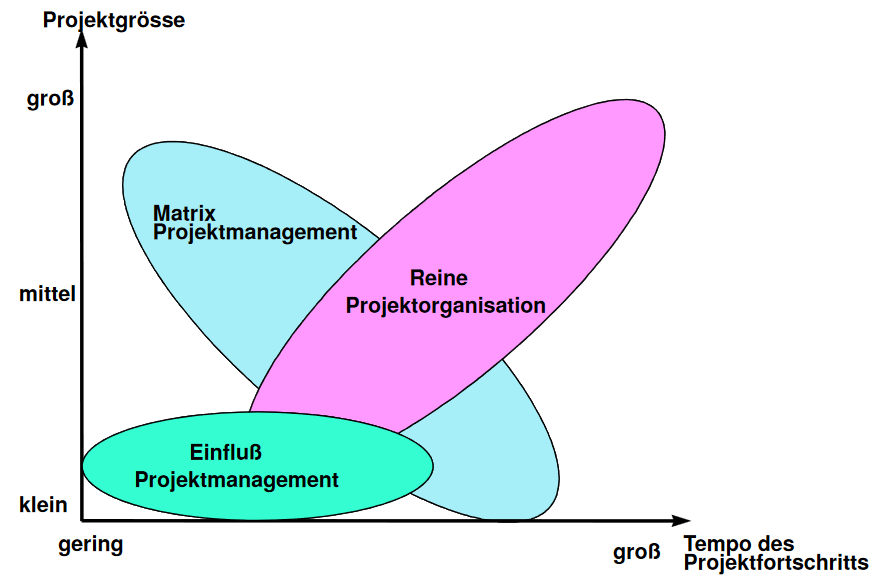 Projektgrösse
groß
Matrix
Projektmanagement
Reine
Projektorganisation
mittel
Einfluß
Projektmanagement
klein
gering
groß
Tempo des
Projektfortschritts